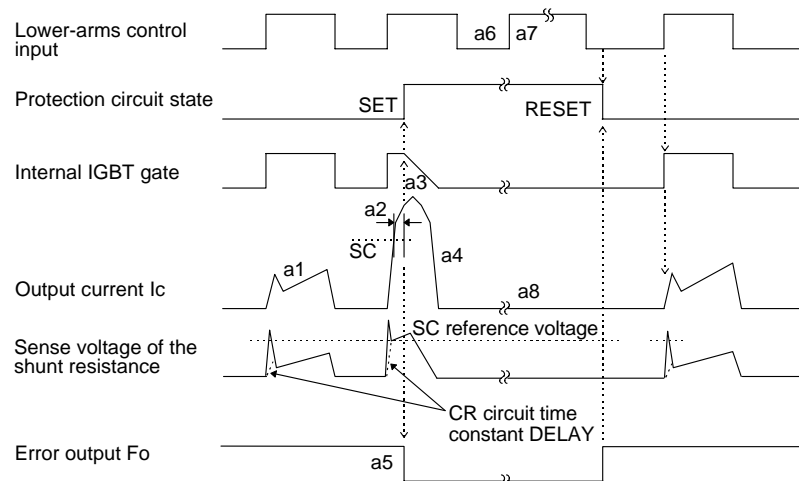 Lower-arms control
input
a6
a7
Protection circuit state
SET
RESET
Internal IGBT gate
a3
a2
SC
a4
a1
Output current Ic
a8
SC reference voltage
Sense voltage of the
shunt resistance
CR circuit time
constant DELAY
Error output Fo
a5